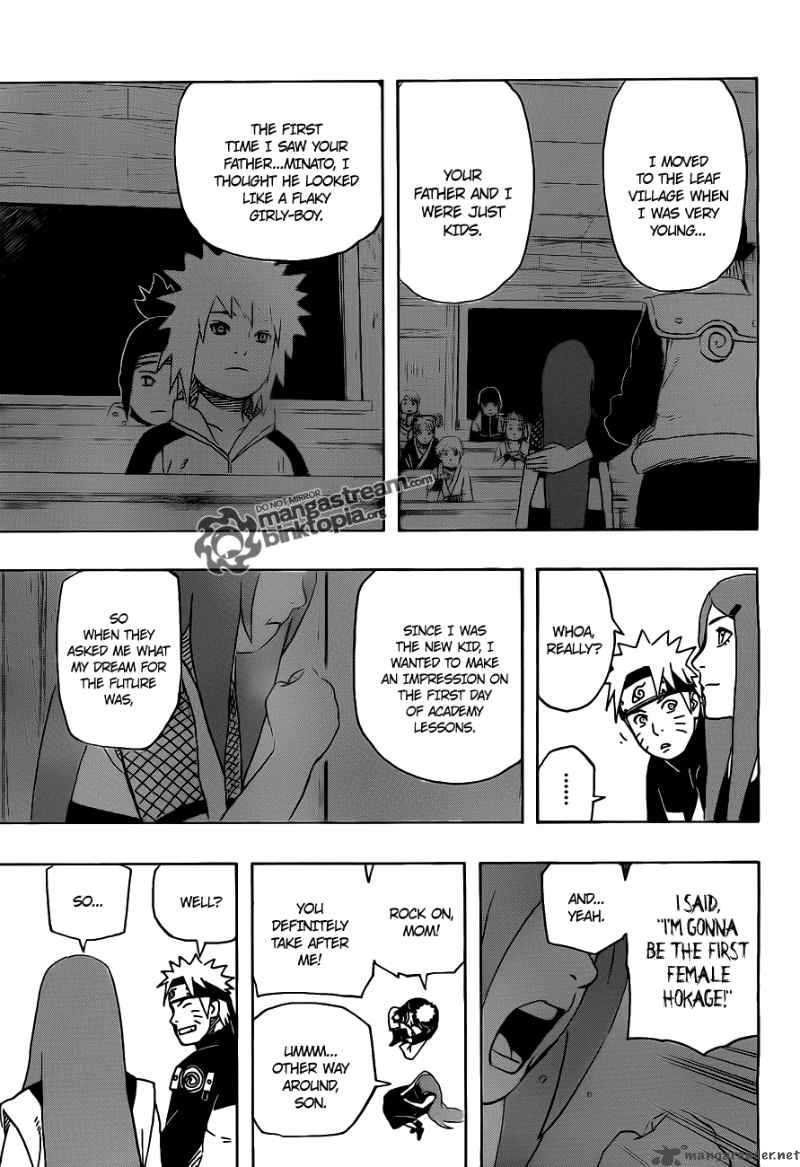 I MOVED
TO THE LEAF
VILLAGE WHEN
I WAS VERY
YOUNG...
YOUR
FATHER AND I
WERE JUST
KIDS.
THE FIRST
TIME I SAW YOUR
FATHER...MINATO, I
THOUGHT HE LOOKED
LIKE A FLAKY
GIRLY-BOY.
DO NOT MIRROR
mangastream.com
binktopia.org
WHOA,
REALLY?
........
SINCE I WAS
THE NEW KID, I
WANTED TO MAKE
AN IMPRESSION ON
THE FIRST DAY
OF ACADEMY
LESSONS.
SO
WHEN THEY
ASKED ME WHAT
MY DREAM FOR
THE FUTURE
WAS,
I SAID,
"I'M GONNA
BE THE FIRST
FEMALE
HOKAGE!"
AND...
YEAH.
ROCK ON,
MOM!
YOU
DEFINITELY
TAKE AFTER
ME!
UMMM...
OTHER WAY
AROUND,
SON.
WELL?
SO...
mangareader.net